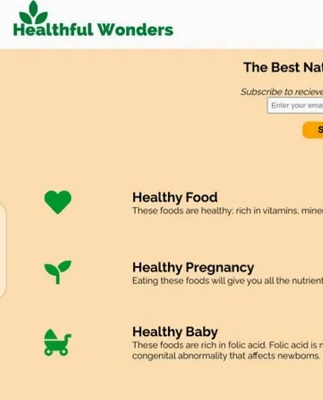 Healthful Wonders
The Best Nat
Subscribe to recieve
Enter your emai
S
Healthy Food
These foods are healthy; rich in vitamins, mine
Healthy Pregnancy
Eating these foods will give you all the nutrient
Healthy Baby
These foods are rich in folic acid. Folic acid is
congenital abnormality that affects newborns.